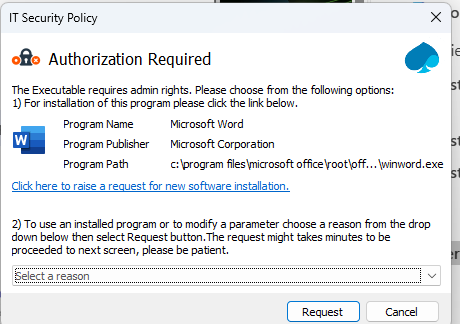 IT Security Policy
Authorization Required
The Executable requires admin rights. Please choose from the following options:
1) For installation of this program please click the link below.
Program Name Microsoft Word
Program Publisher Microsoft Corporation
Program Path c:\program files\microsoft office\root\off...\winword.exe
W
Click here to raise a request for new software installation.
2) To use an installed program or to modify a parameter choose a reason from the drop
down below then select Request button.The request might takes minutes to be
proceeded to next screen, please be patient.
Select a reason
Request Cancel